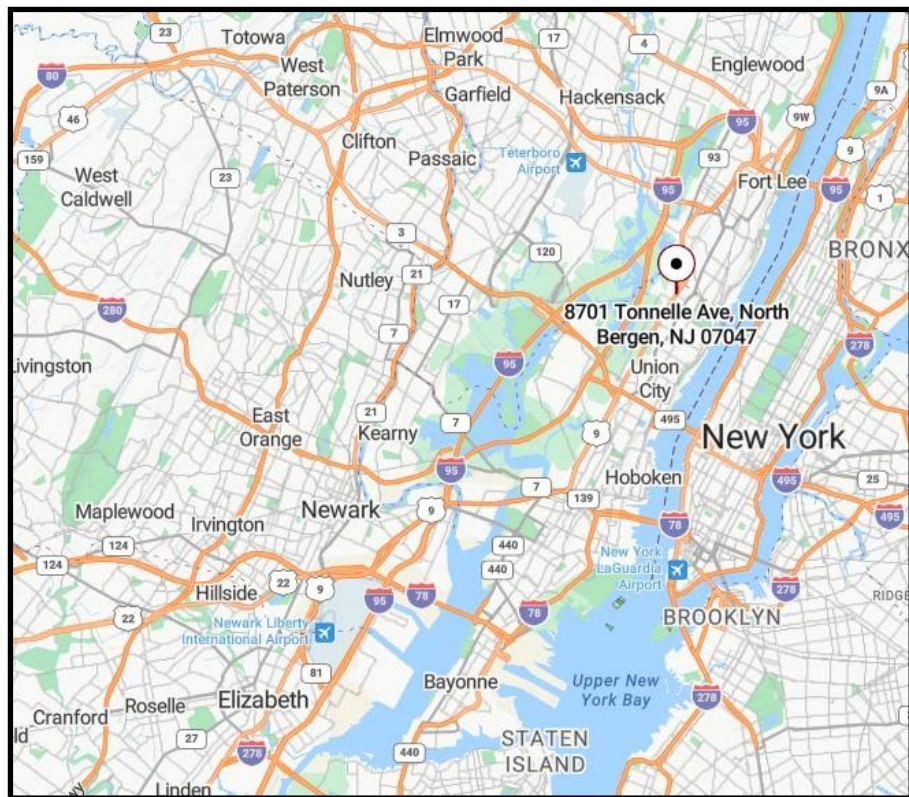 23
Totowa
Elmwood
Park
17
4
Englewood
80
West
Paterson
Garfield
Hackensack
9A
46
95
9W
Clifton
9
159
23
Passaic
Teterboro
Airport
93
West
Caldwell
95
Fort Lee
95
1
3
120
BRONX
Nutley
21
17
280
8701 Tonnelle Ave, North
Bergen, NJ 07047
7
278
Livingston
95
Union
City
East
Orange
21
Kearny
7
9
495
New York
95
Hoboken
495
25
Maplewood
Irvington
Newark
9
7
139
78
495
124
124
440
New York
LaGuardia
Airport
22
9
440
Hillside
95
78
278
RIDGE
22
Newark Liberty
International Airport
78
BROOKLYN
81
Bayonne
Upper New
York Bay
278
Cranford
Roselle
Elizabeth
ld
27
278
440
STATEN
ISLAND
wy
Linden